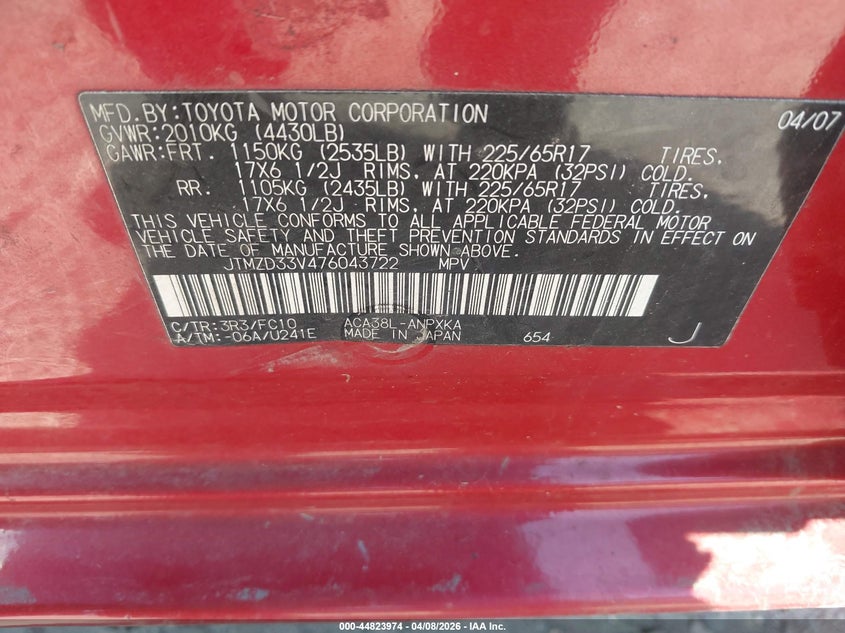 MFD.BY:TOYOTA MOTOR CORPORATION 04/07
GVWR:2010KG (4430LB)
GAWR:FRT. 1150KG (2535LB) WITH 225/65R17 TIRES,
17X6 1/2J RIMS, AT 220KPA (32PSI) COLD.
RR. 1105KG (2435LB) WITH 225/65R17 TIRES,
17X6 1/2J RIMS, AT 220KPA (32PSI) COLD.
THIS VEHICLE CONFORMS TO ALL APPLICABLE FEDERAL MOTOR
VEHICLE SAFETY AND THEFT PREVENTION STANDARDS IN EFFECT ON
THE DATE OF MANUFACTURE SHOWN ABOVE.
JTMZD33V476043722 MPV
C/TR:3R3/FC10 ACA38L-ANPXKA
A/TM:-06A/U241E MADE IN JAPAN 654 J
000-44823974 - 04/08/2026 - IAA Inc.